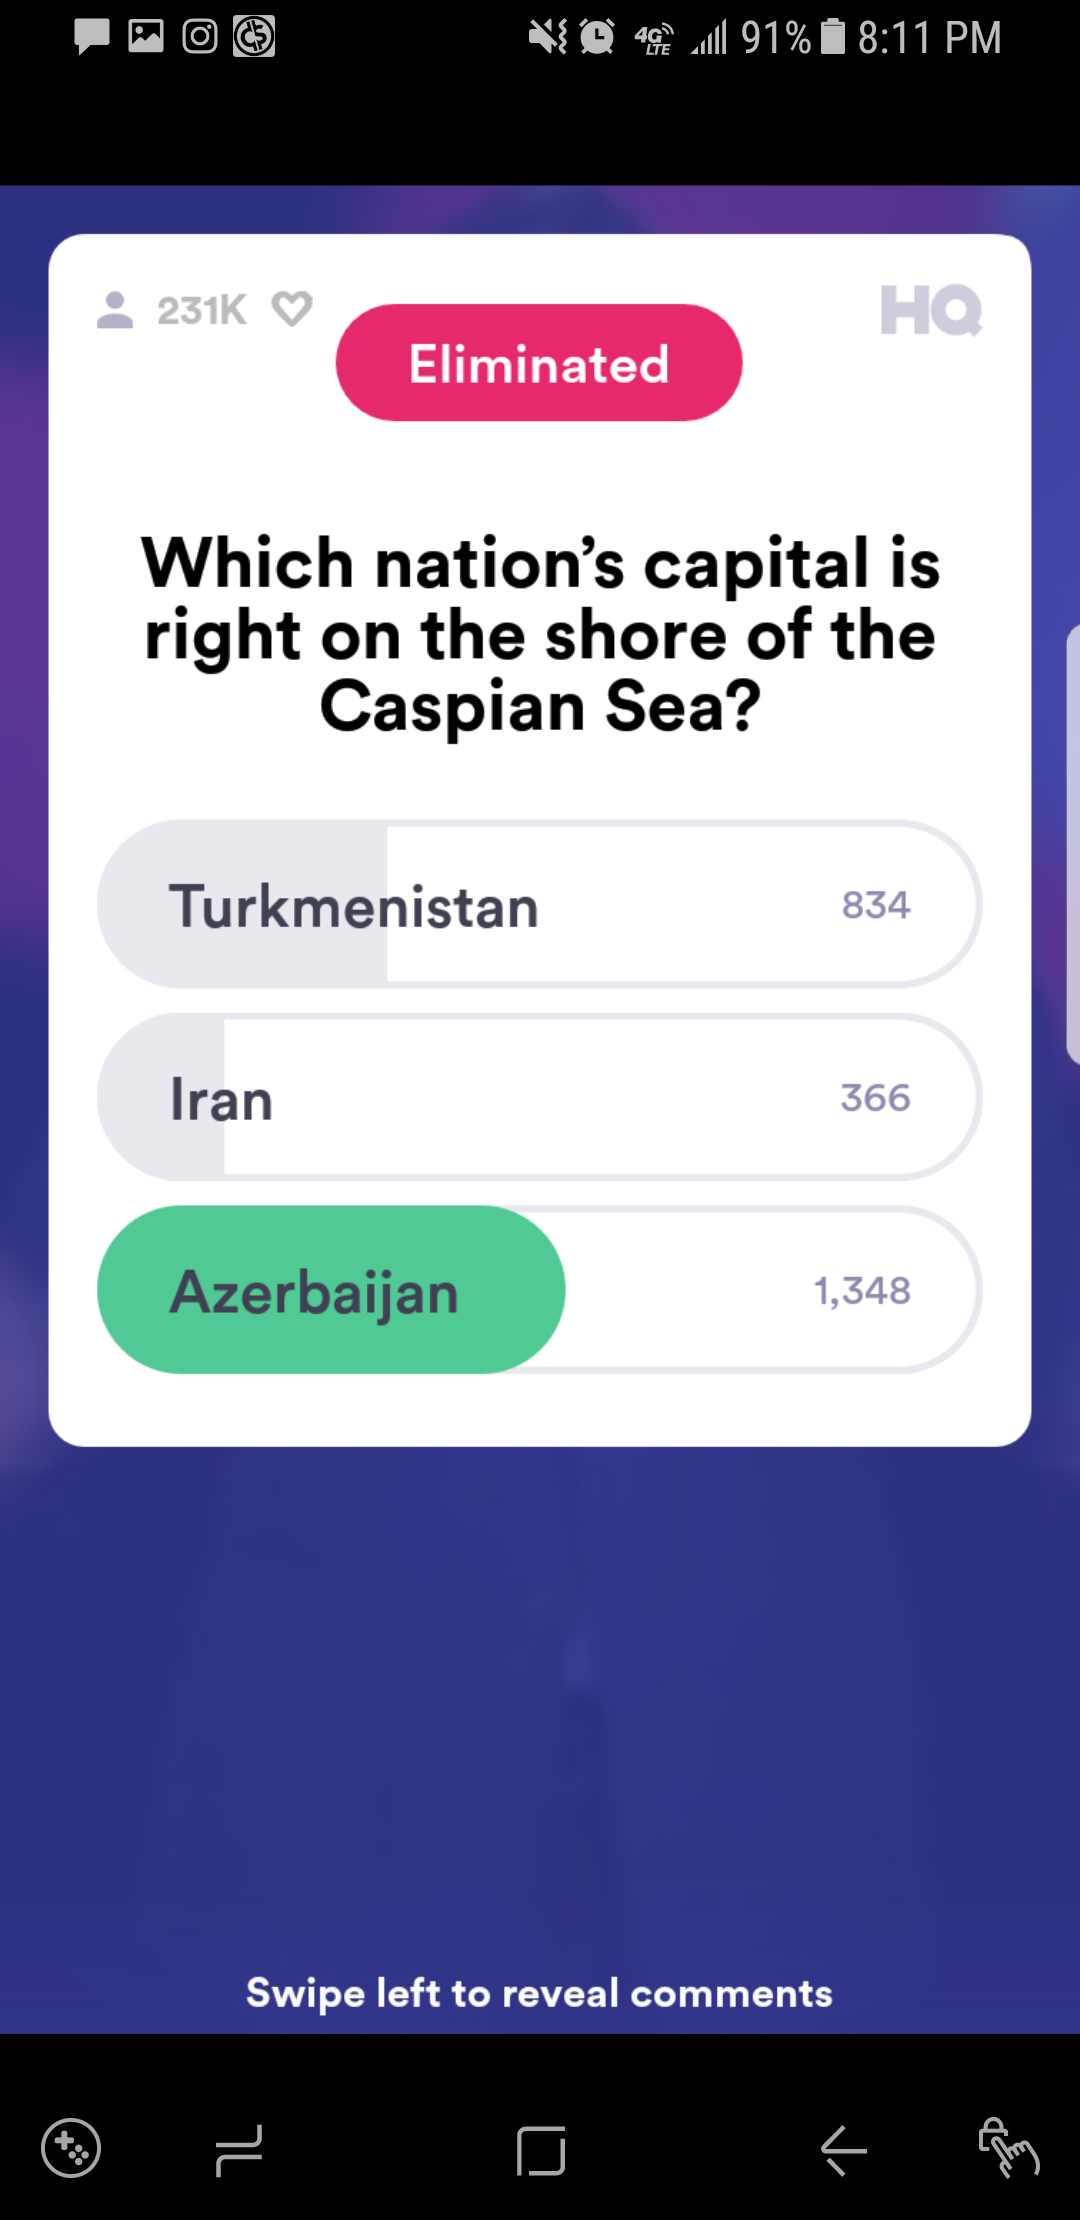 4G LTE 91% 8:11 PM
231K HQ
Eliminated
Which nation’s capital is
right on the shore of the
Caspian Sea?
Turkmenistan 834
Iran 366
Azerbaijan 1,348
Swipe left to reveal comments